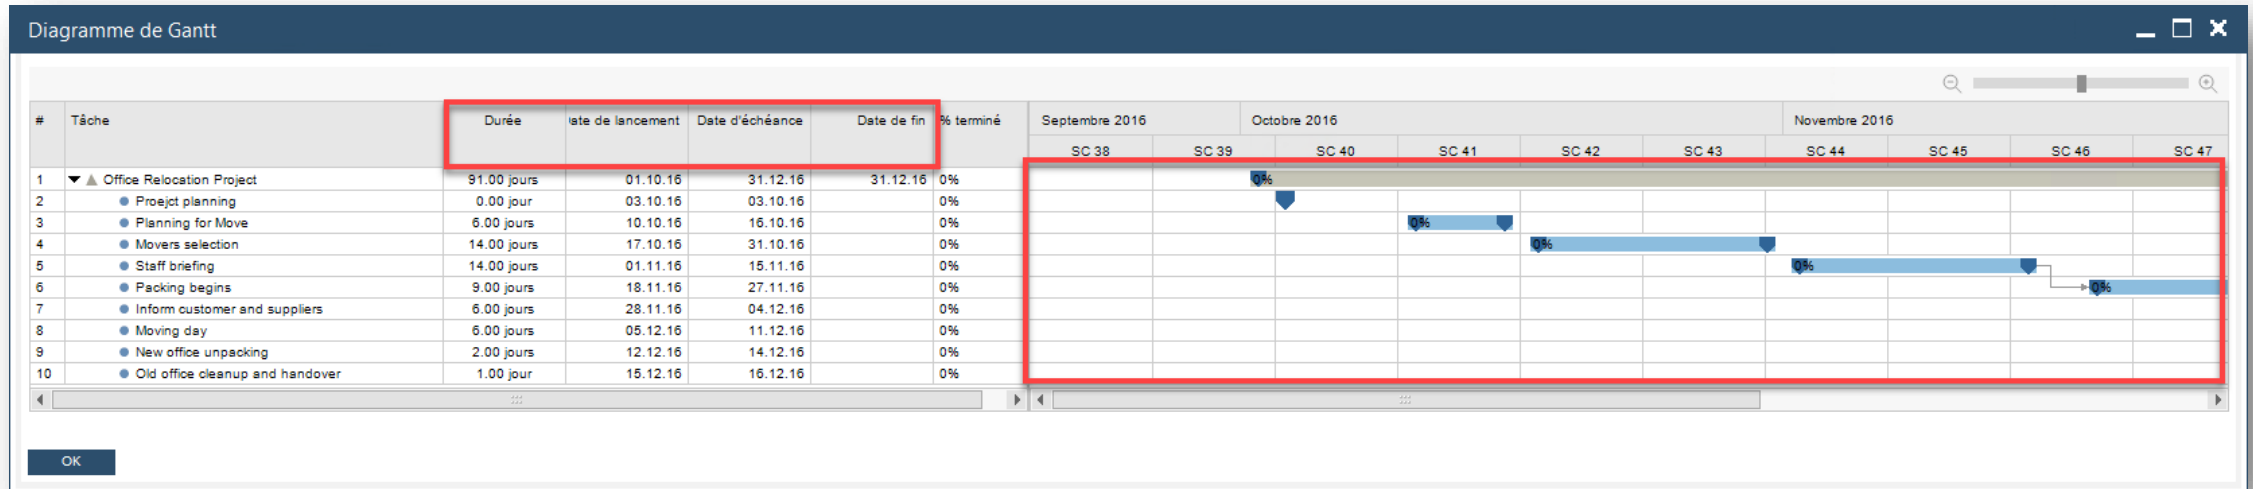 Diagramme de Gantt
# Tâche Durée ate de lancement Date d'échéance Date de fin % terminé Septembre 2016 Octobre 2016 Novembre 2016
SC 38 SC 39 SC 40 SC 41 SC 42 SC 43 SC 44 SC 45 SC 46 SC 47
1 Office Relocation Project 91.00 jours 01.10.16 31.12.16 31.12.16 0% 0%
2 Proejct planning 0.00 jour 03.10.16 03.10.16 0%
3 Planning for Move 6.00 jours 10.10.16 16.10.16 0% 0%
4 Movers selection 14.00 jours 17.10.16 31.10.16 0% 0%
5 Staff briefing 14.00 jours 01.11.16 15.11.16 0% 0%
6 Packing begins 9.00 jours 18.11.16 27.11.16 0% 0%
7 Inform customer and suppliers 6.00 jours 28.11.16 04.12.16 0%
8 Moving day 6.00 jours 05.12.16 11.12.16 0%
9 New office unpacking 2.00 jours 12.12.16 14.12.16 0%
10 Old office cleanup and handover 1.00 jour 15.12.16 16.12.16 0%
OK